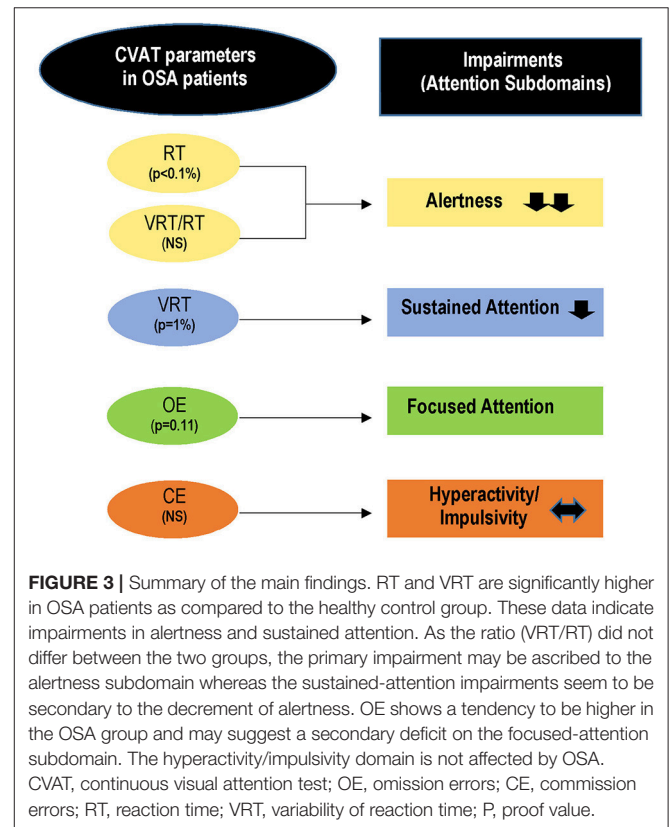 CVAT parameters
in OSA patients
Impairments
(Attention Subdomains)
RT
(p<0.1%)
VRT/RT
(NS)
Alertness
VRT
(p=1%)
Sustained Attention
OE
(p=0.11)
Focused Attention
CE
(NS)
Hyperactivity/
Impulsivity
FIGURE 3 | Summary of the main findings. RT and VRT are significantly higher
in OSA patients as compared to the healthy control group. These data indicate
impairments in alertness and sustained attention. As the ratio (VRT/RT) did not
differ between the two groups, the primary impairment may be ascribed to the
alertness subdomain whereas the sustained-attention impairments seem to be
secondary to the decrement of alertness. OE shows a tendency to be higher in
the OSA group and may suggest a secondary deficit on the focused-attention
subdomain. The hyperactivity/impulsivity domain is not affected by OSA.
CVAT, continuous visual attention test; OE, omission errors; CE, commission
errors; RT, reaction time; VRT, variability of reaction time; P, proof value.